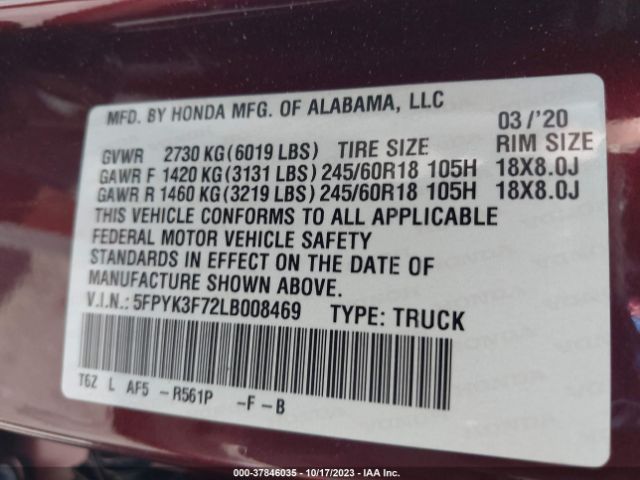 MFD. BY HONDA MFG. OF ALABAMA, LLC 03/'20
GVWR 2730 KG(6019 LBS) TIRE SIZE RIM SIZE
GAWR F 1420 KG(3131 LBS) 245/60R18 105H 18X8.0J
GAWR R 1460 KG(3219 LBS) 245/60R18 105H 18X8.0J
THIS VEHICLE CONFORMS TO ALL APPLICABLE
FEDERAL MOTOR VEHICLE SAFETY
STANDARDS IN EFFECT ON THE DATE OF
MANUFACTURE SHOWN ABOVE.
V.I.N.: 5FPYK3F72LB008469 TYPE: TRUCK
T6Z L AF5 -R561P -F-B
000-37846035 - 10/17/2023 - IAA Inc.